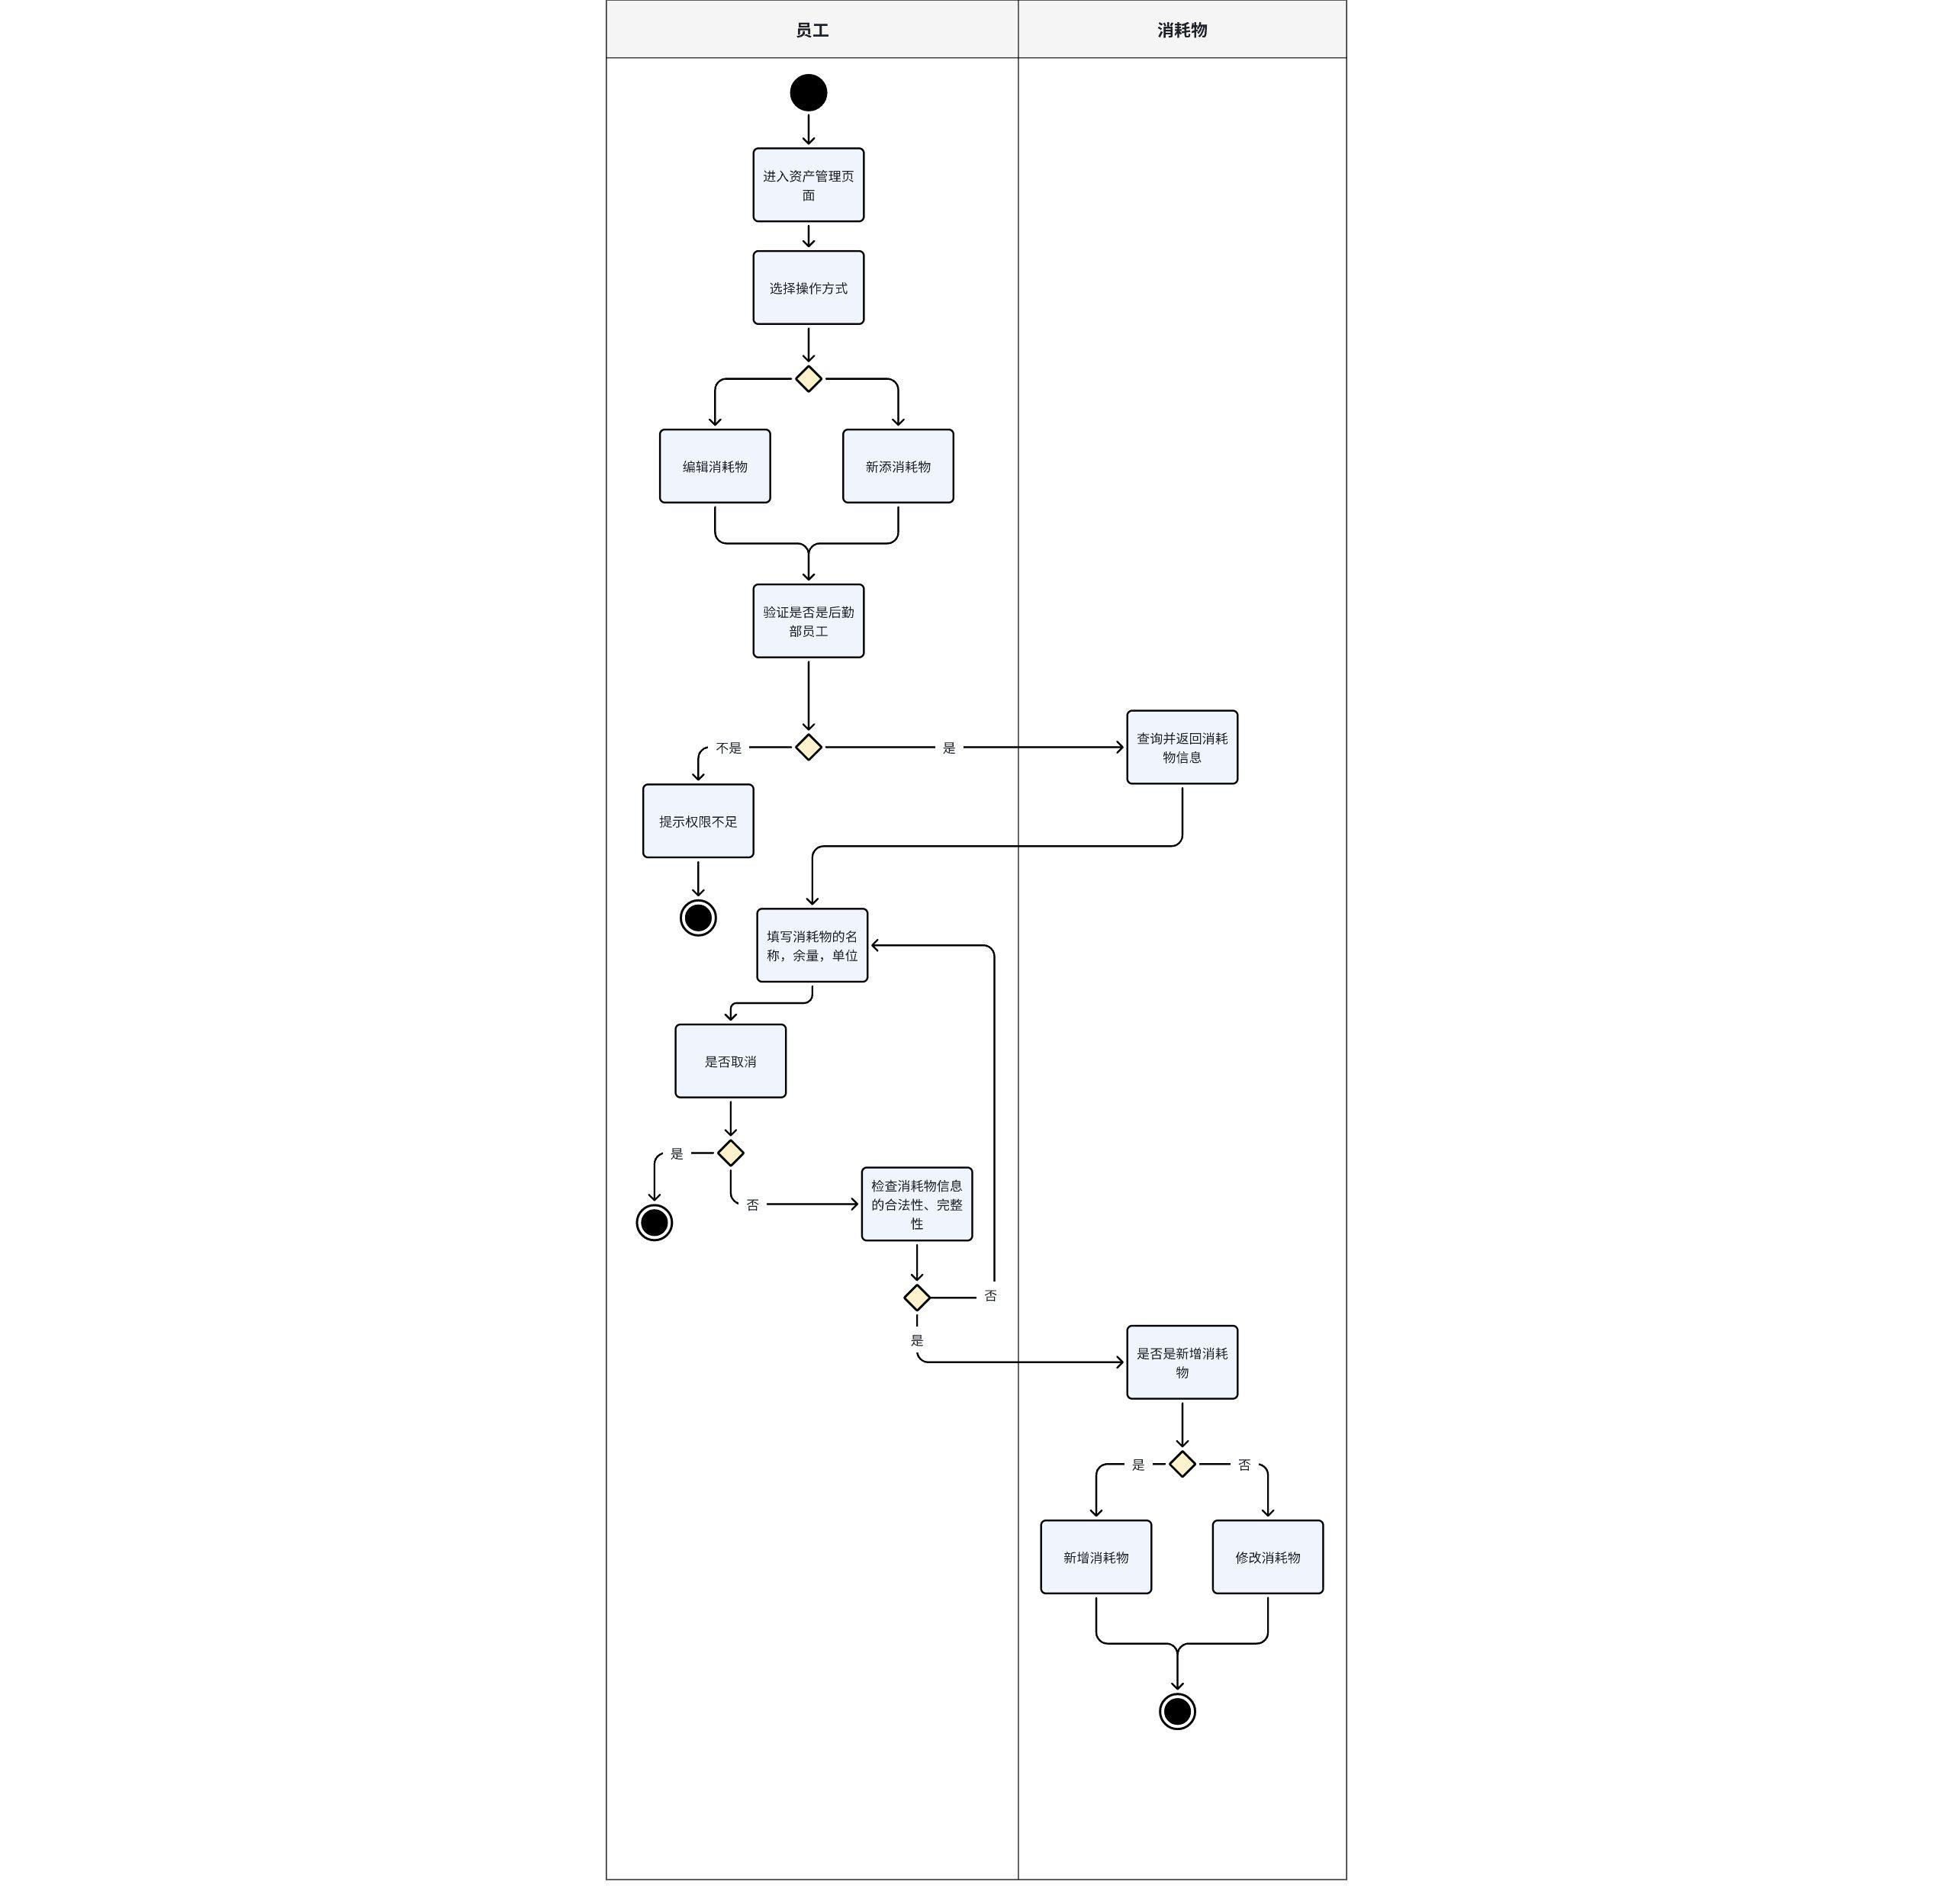 员工
消耗物
进入资产管理页
面
选择操作方式
编辑消耗物
新添消耗物
验证是否是后勤
部员工
不是
是
查询并返回消耗
物信息
提示权限不足
填写消耗物的名
称，余量，单位
是否取消
是
否
检查消耗物信息
的合法性、完整
性
否
是
是否是新增消耗
物
是
否
新增消耗物
修改消耗物